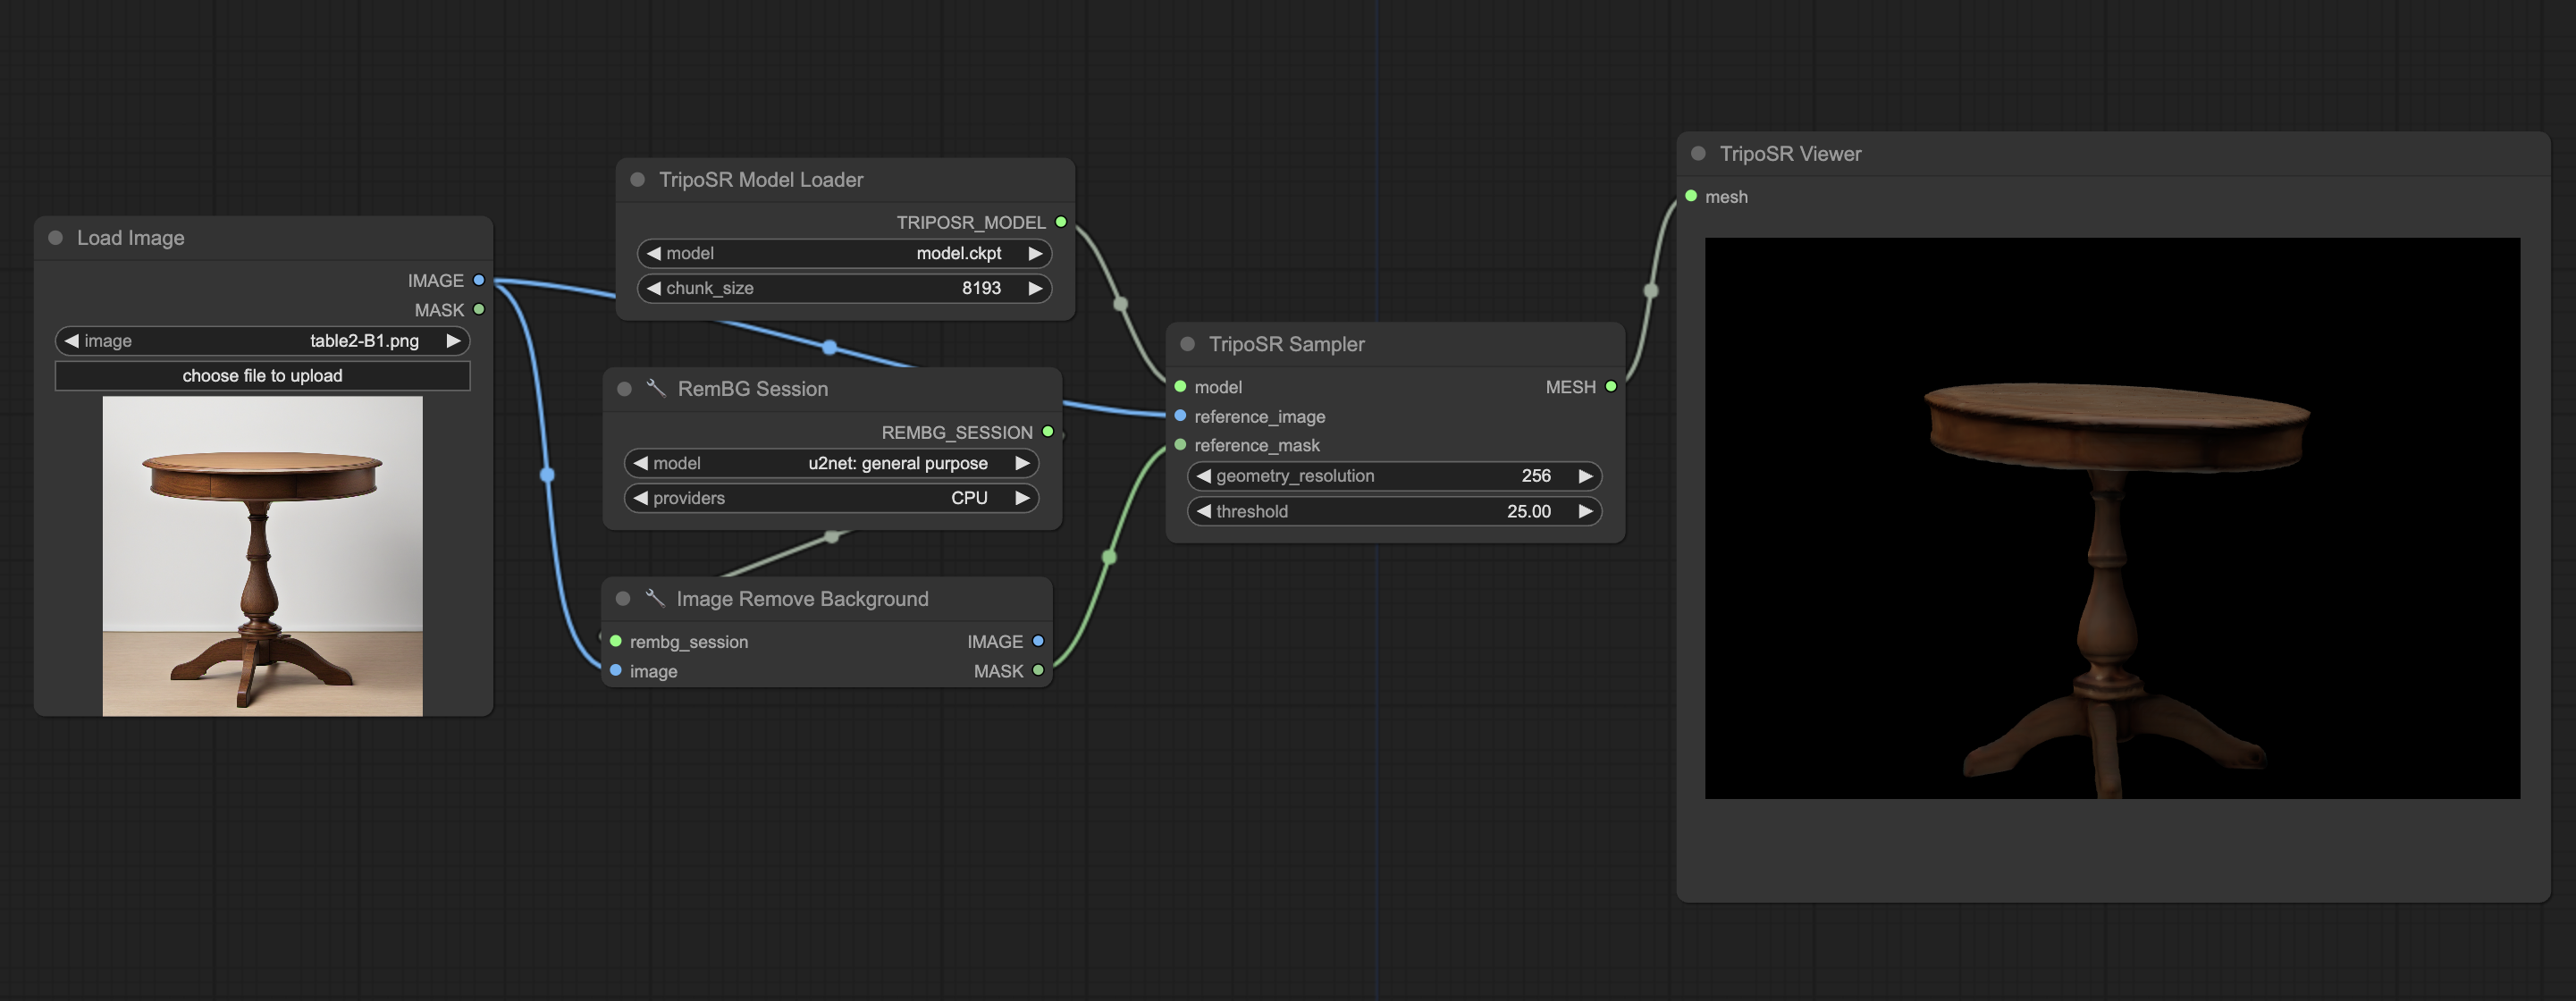 Load Image
IMAGE
MASK
image table2-B1.png
choose file to upload
TripoSR Model Loader
TRIPOSR_MODEL
model model.ckpt
chunk_size 8193
RemBG Session
REMBG_SESSION
model u2net: general purpose
providers CPU
Image Remove Background
rembg_session IMAGE
image MASK
TripoSR Sampler
model MESH
reference_image
reference_mask
geometry_resolution 256
threshold 25.00
TripoSR Viewer
mesh